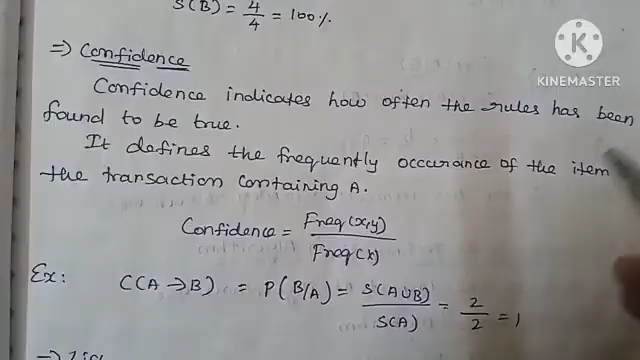 S(B) = 4/4 = 100%.
K
KINEMASTER
⇒ Confidence
Confidence indicates how often the rules has been
found to be true.
It defines the frequently occurance of the item
the transaction containing A.
Confidence = Freq(x,y)/Freq(x)
Ex: C(A→B) = P(B/A) = S(A∪B)/S(A) = 2/2 = 1